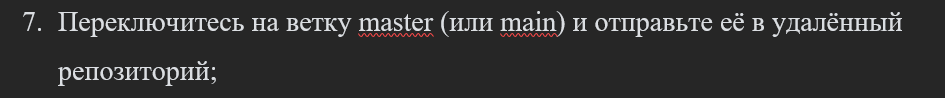 7. Переключитесь на ветку master (или main) и отправьте её в удалённый
репозиторий;